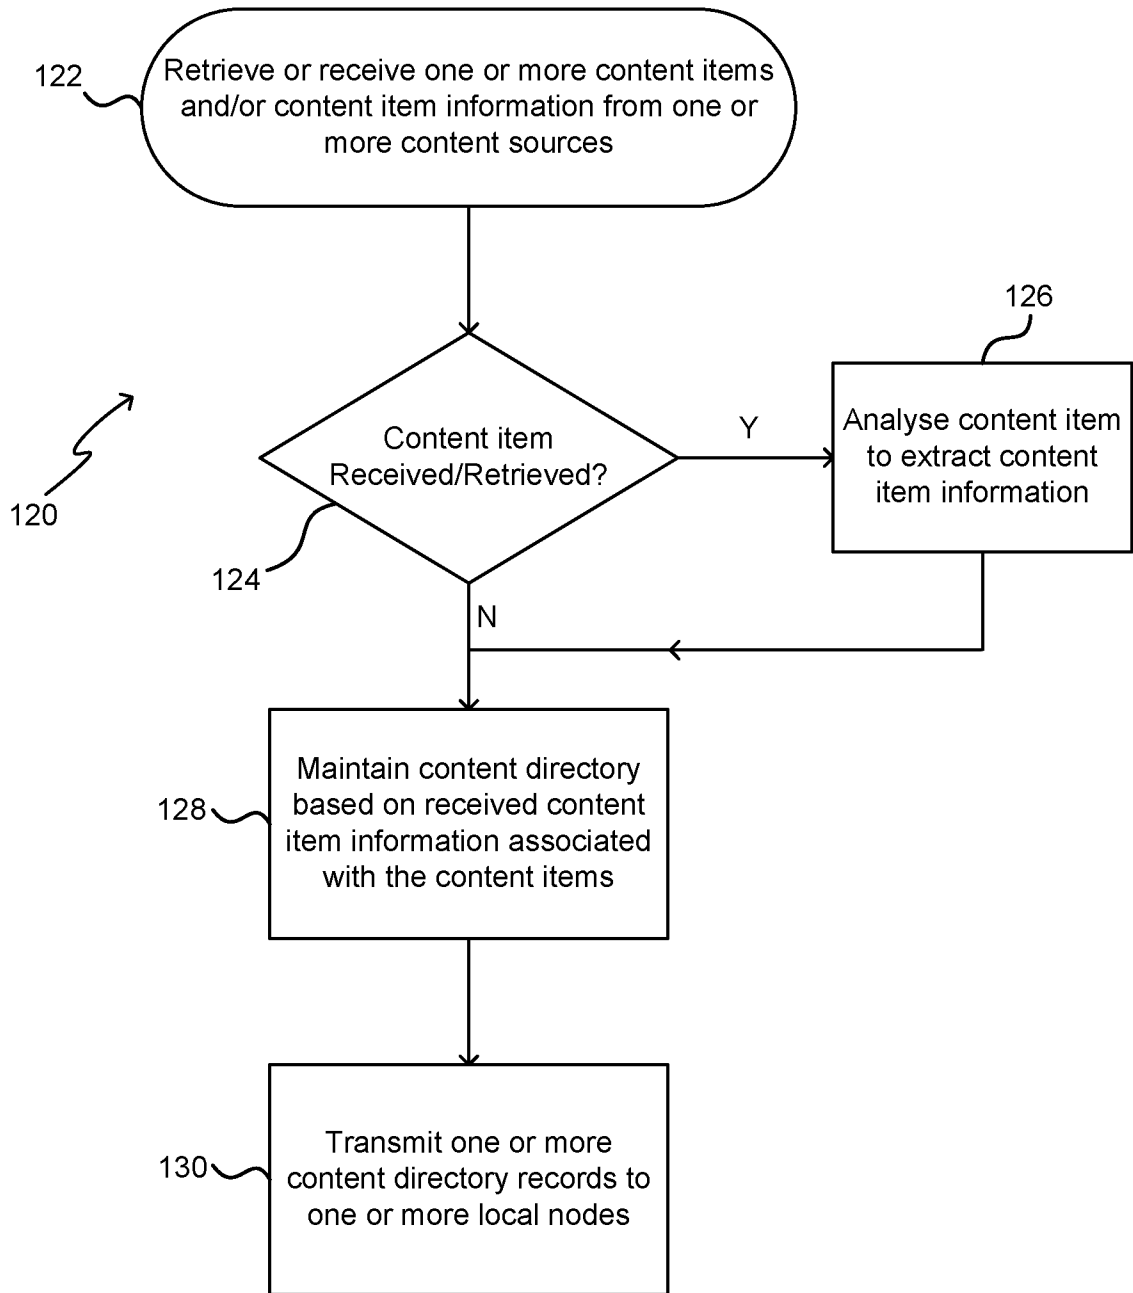 122
Retrieve or receive one or more content items
and/or content item information from one or
more content sources
126
Content item
Received/Retrieved?
Y
Analyse content item
to extract content
item information
120
124
N
128
Maintain content directory
based on received content
item information associated
with the content items
130
Transmit one or more
content directory records to
one or more local nodes